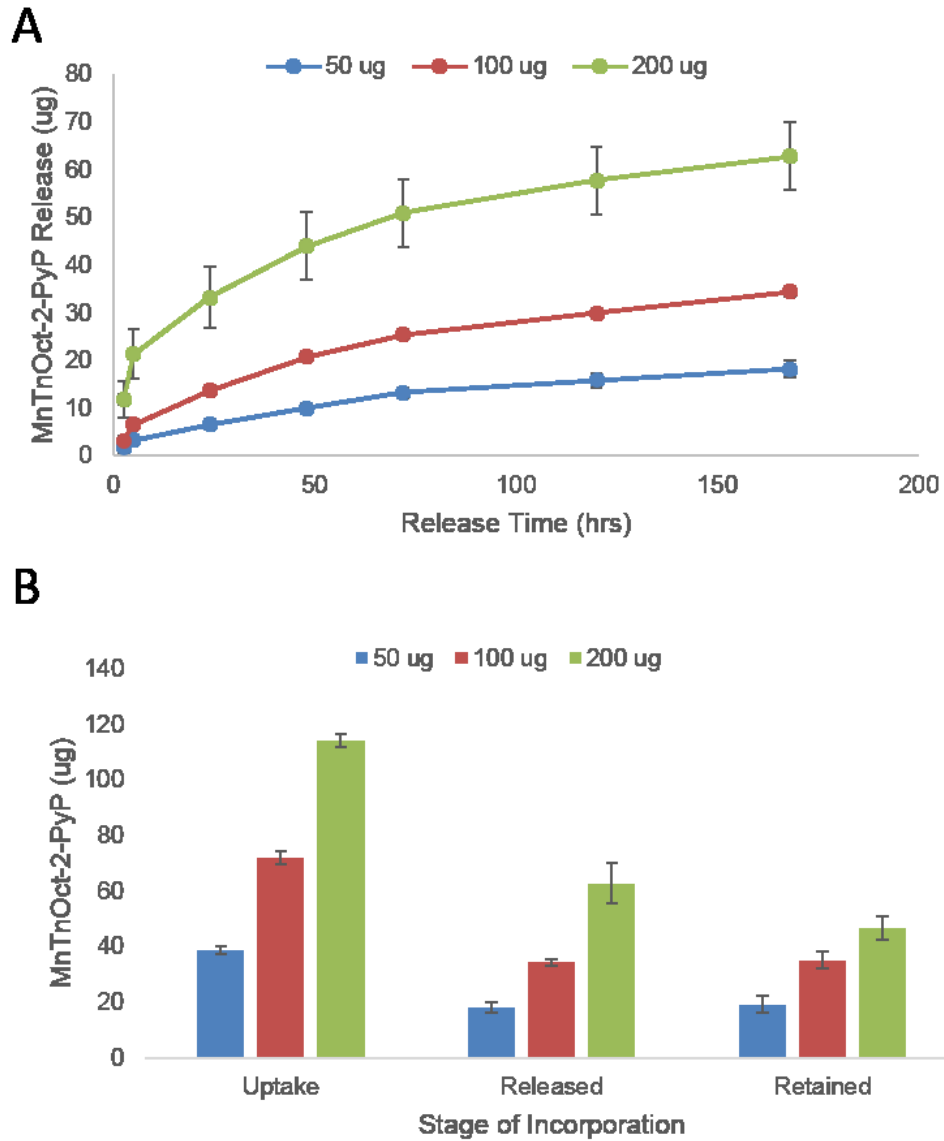 A
50 ug 100 ug 200 ug
80
70
60
50
40
30
20
10
0
MnTnOct-2-PyP Release (ug)
0 50 100 150 200
Release Time (hrs)
B
50 ug 100 ug 200 ug
140
120
100
80
60
40
20
0
MnTnOct-2-PyP (ug)
Uptake Released Retained
Stage of Incorporation